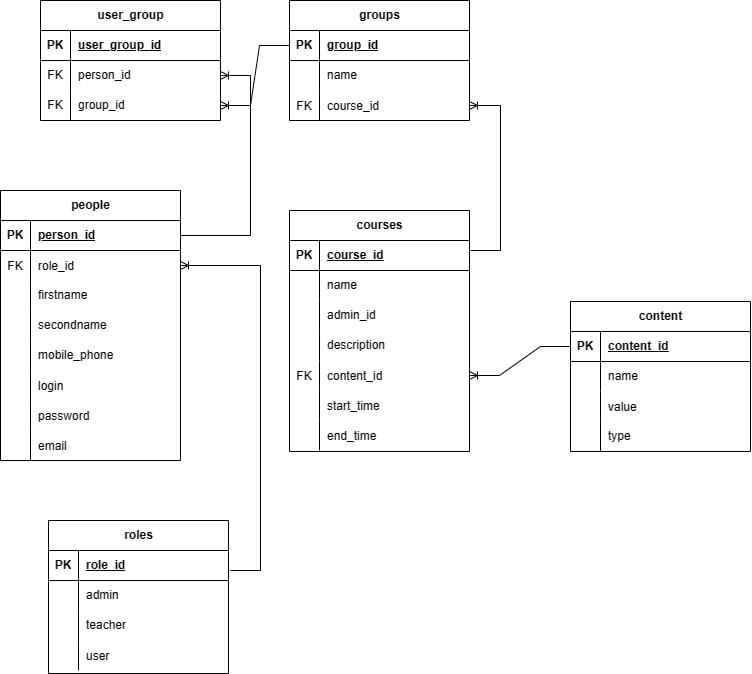 user_group
PK user_group_id
FK person_id
FK group_id
groups
PK group_id
name
FK course_id
people
PK person_id
FK role_id
firstname
secondname
mobile_phone
login
password
email
courses
PK course_id
name
admin_id
description
FK content_id
start_time
end_time
content
PK content_id
name
value
type
roles
PK role_id
admin
teacher
user